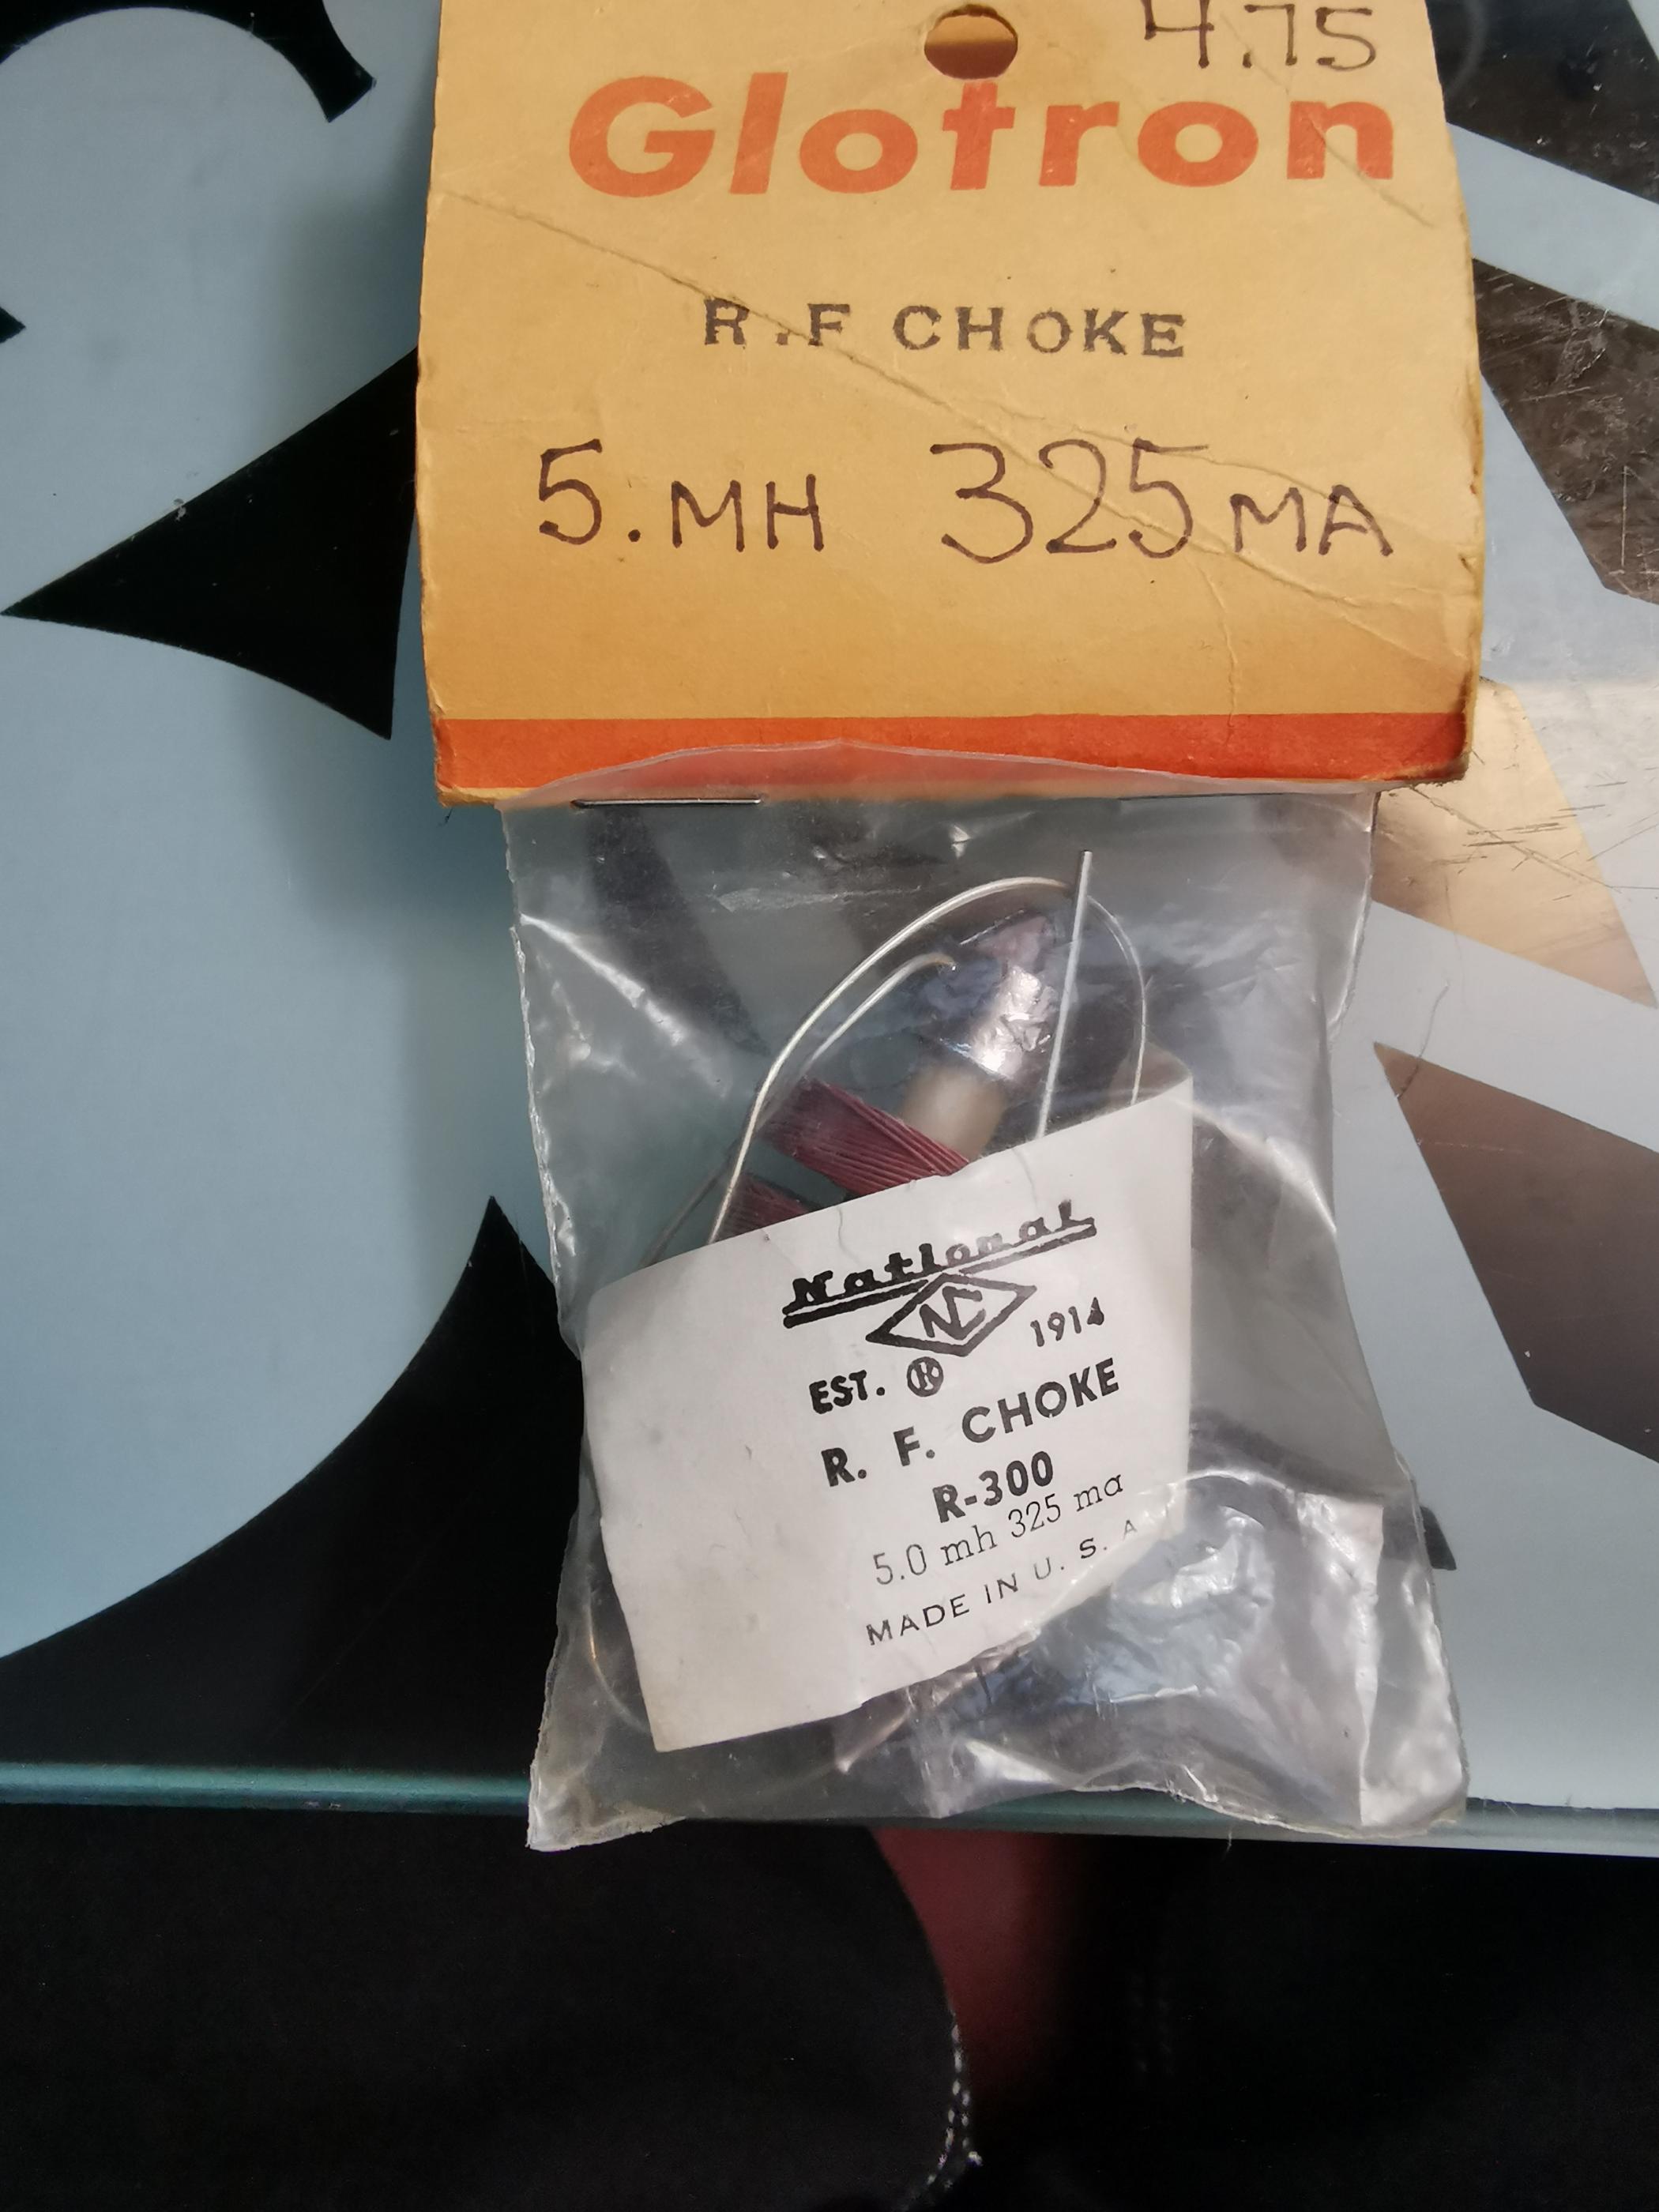 4.75
Glotron
R.F CHOKE
5.MH 325MA
National
NC
EST. ® 1914
R. F. CHOKE
R-300
5.0 mh 325 ma
MADE IN U. S. A